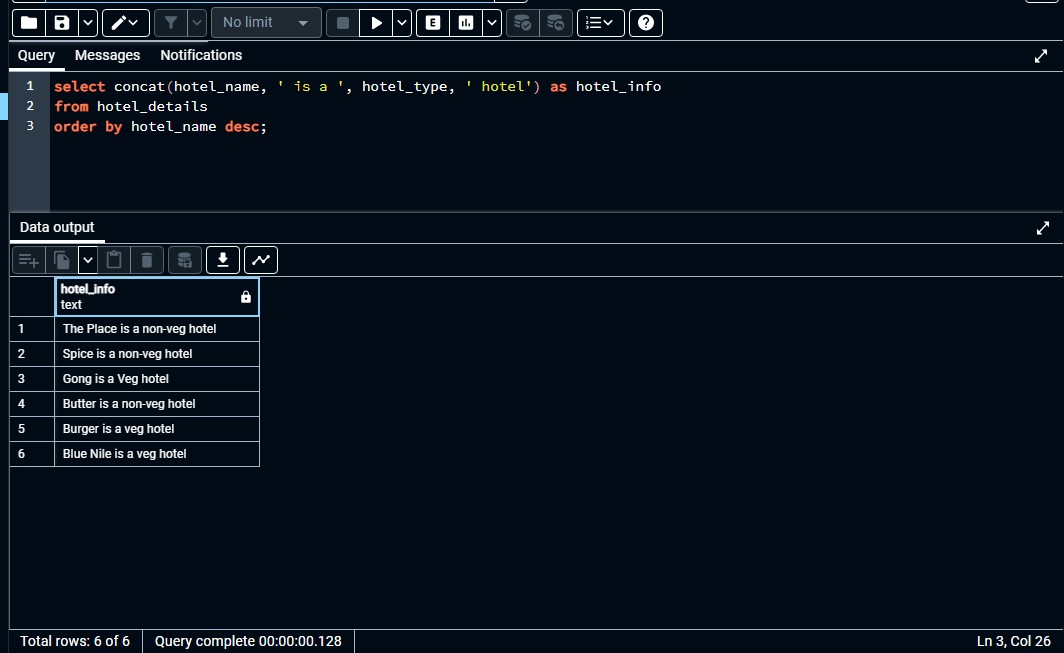 No limit
E
Query Messages Notifications
1 select concat(hotel_name, ' is a ', hotel_type, ' hotel') as hotel_info
2 from hotel_details
3 order by hotel_name desc;
Data output
hotel_info
text
1 The Place is a non-veg hotel
2 Spice is a non-veg hotel
3 Gong is a Veg hotel
4 Butter is a non-veg hotel
5 Burger is a veg hotel
6 Blue Nile is a veg hotel
Total rows: 6 of 6 Query complete 00:00:00.128 Ln 3, Col 26